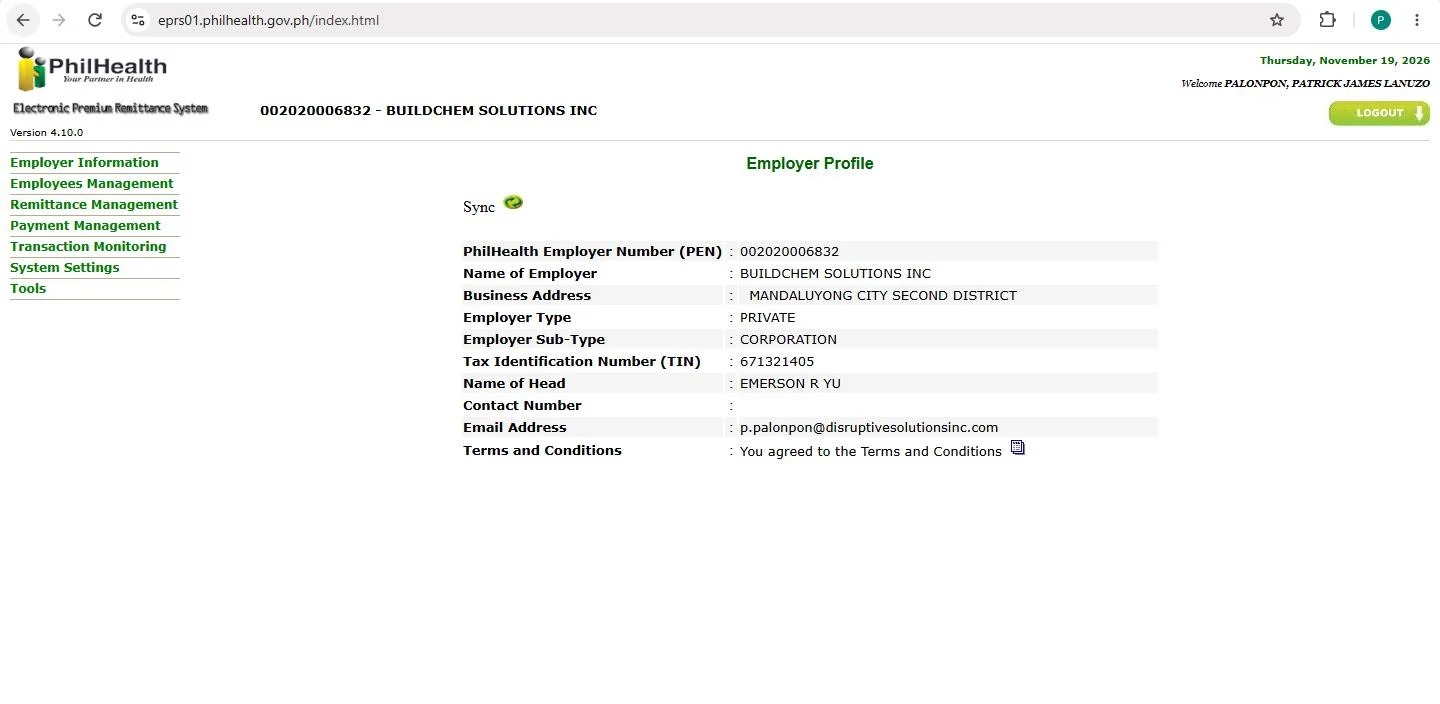 eprs01.philhealth.gov.ph/index.html
P
PhilHealth
Your Partner in Health
Thursday, November 19, 2026
Welcome PALONPON, PATRICK JAMES LANUZO
Electronic Premium Remittance System
002020006832 - BUILDCHEM SOLUTIONS INC
LOGOUT
Version 4.10.0
Employer Information
Employees Management
Remittance Management
Payment Management
Transaction Monitoring
System Settings
Tools
Employer Profile
Sync
PhilHealth Employer Number (PEN) : 002020006832
Name of Employer : BUILDCHEM SOLUTIONS INC
Business Address : MANDALUYONG CITY SECOND DISTRICT
Employer Type : PRIVATE
Employer Sub-Type : CORPORATION
Tax Identification Number (TIN) : 671321405
Name of Head : EMERSON R YU
Contact Number :
Email Address : p.palonpon@disruptivesolutionsinc.com
Terms and Conditions : You agreed to the Terms and Conditions